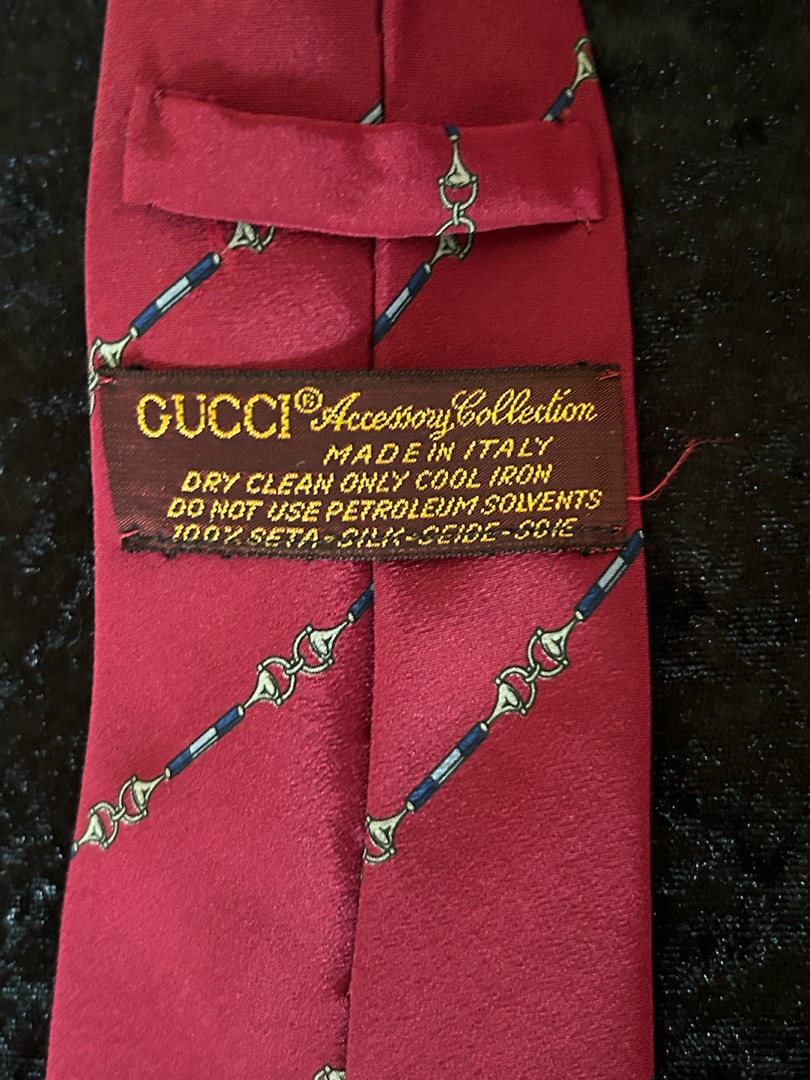 GUCCI® Accessory Collection
MADE IN ITALY
DRY CLEAN ONLY COOL IRON
DO NOT USE PETROLEUM SOLVENTS
100% SETA-SILK-SEIDE-SOIE